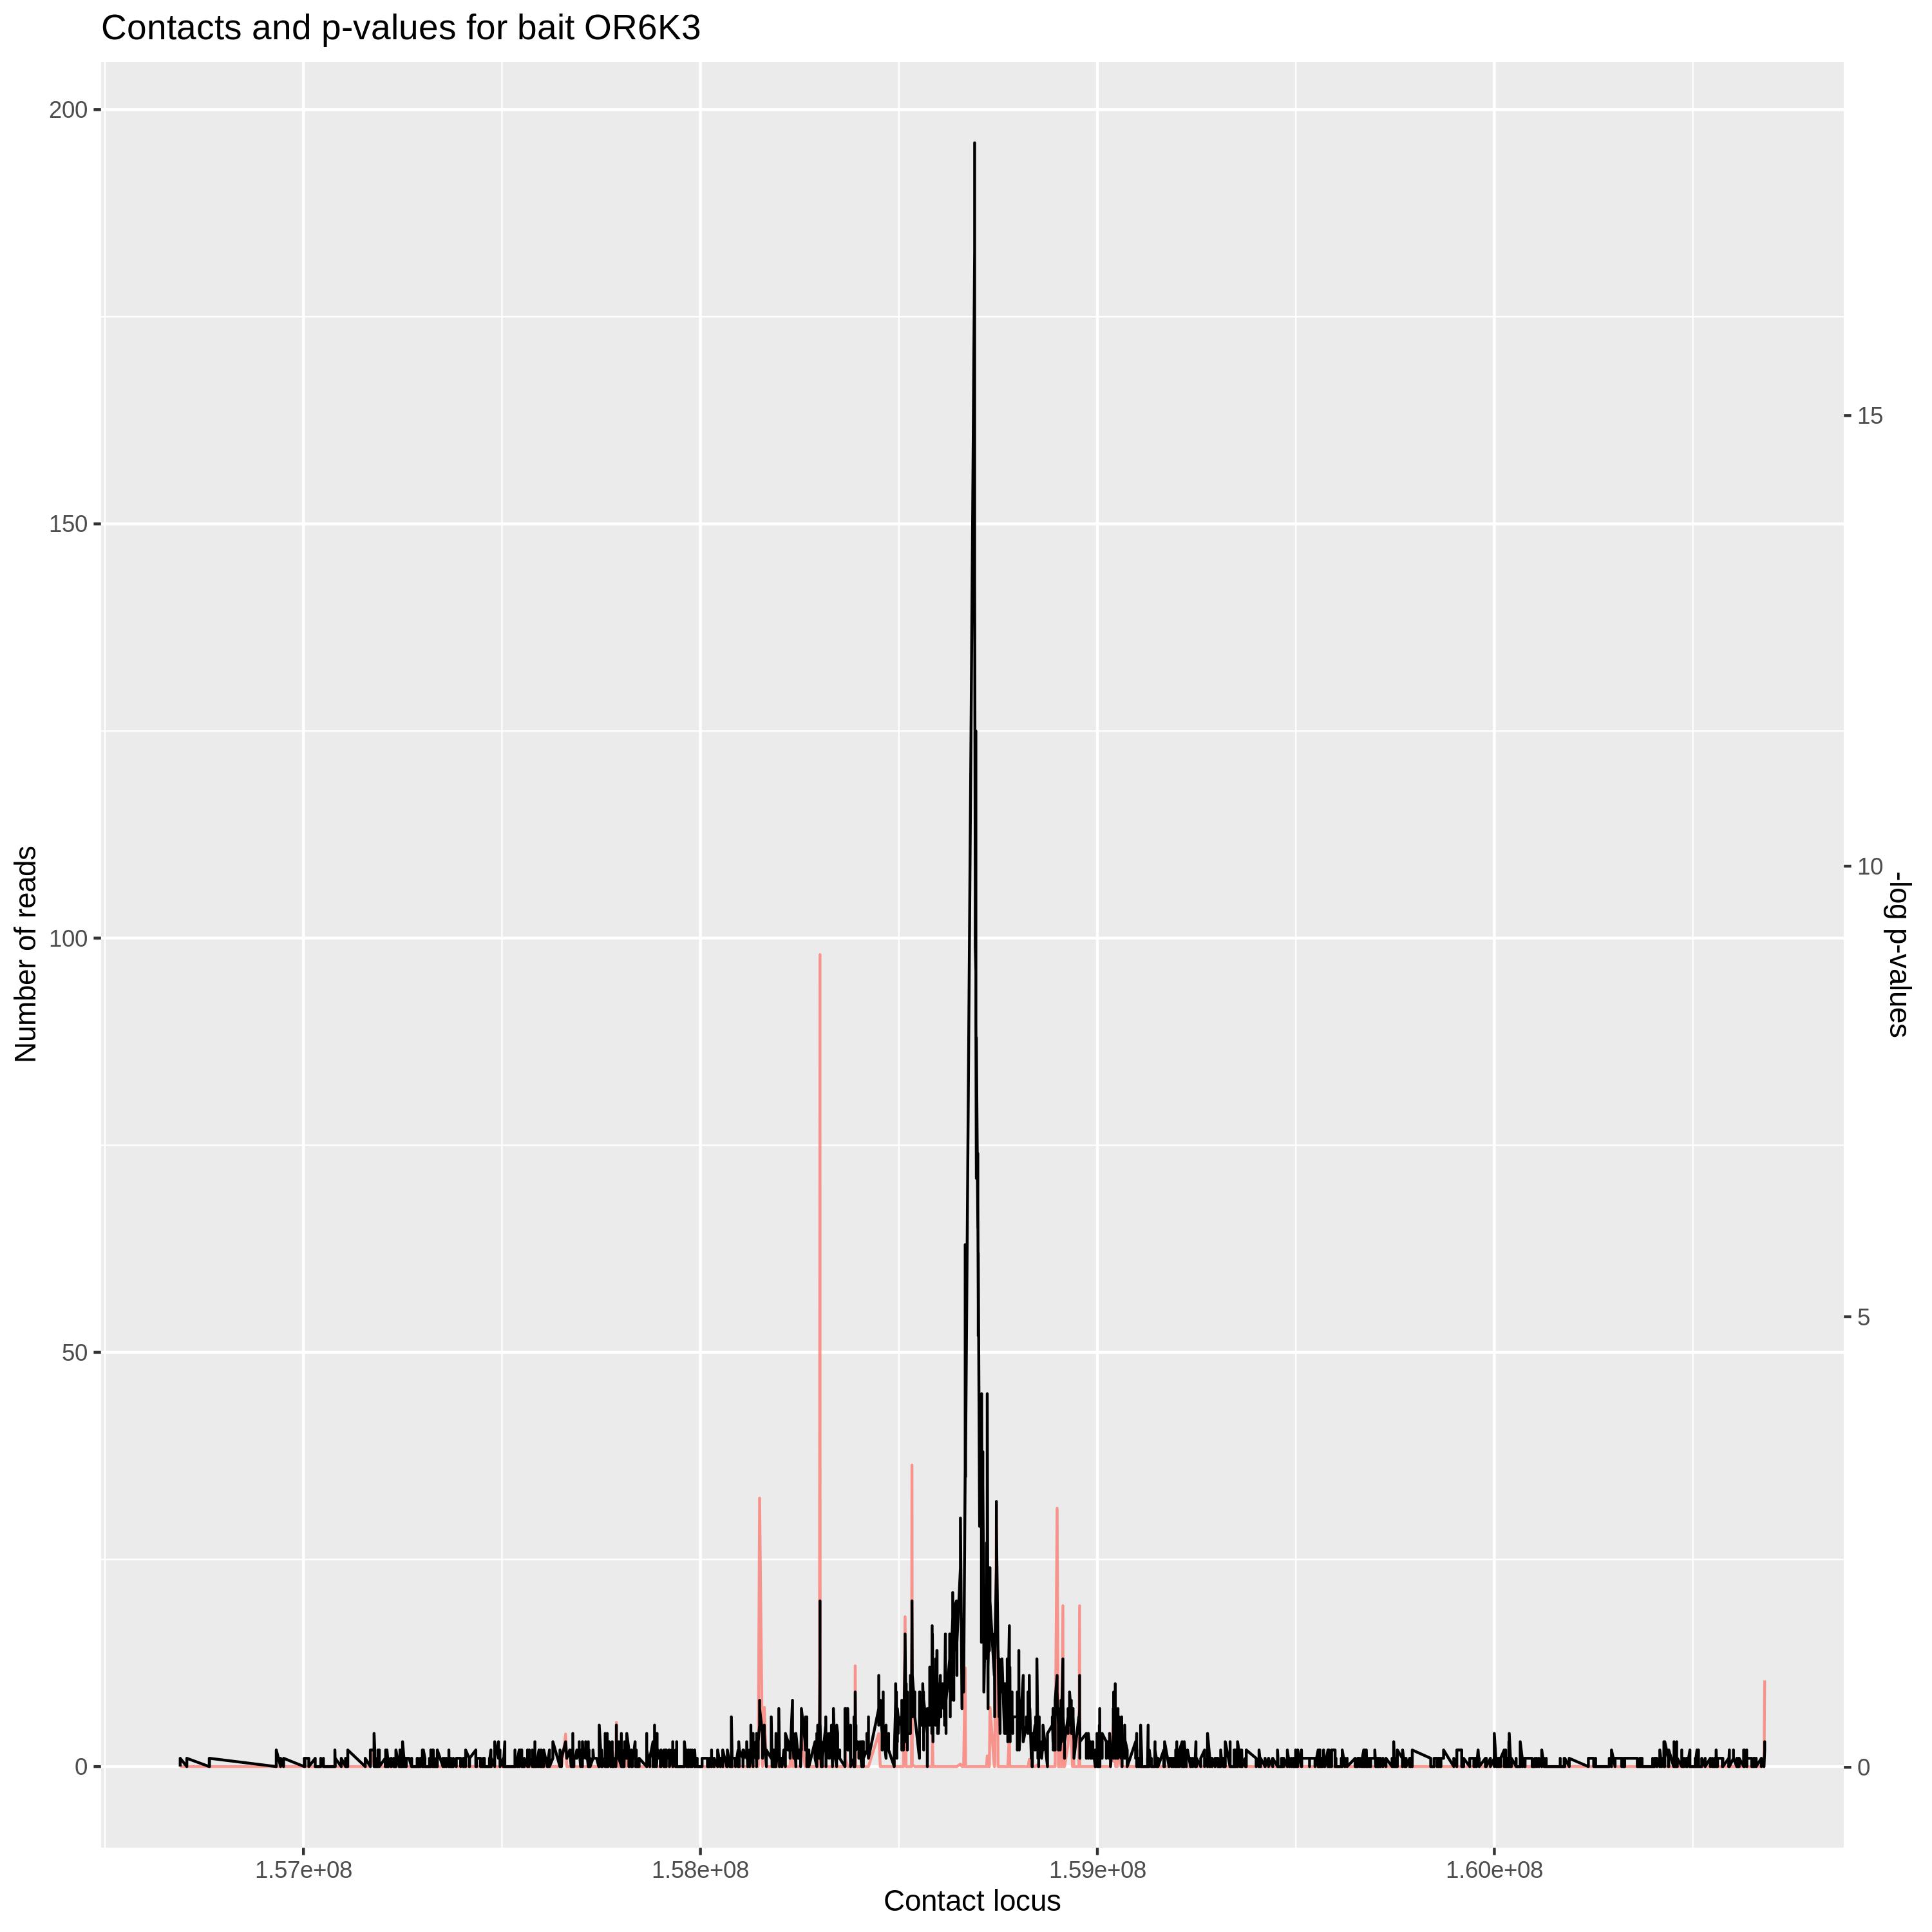 Contacts and p-values for bait OR6K3
200
150
100
50
0
Number of reads
15
10
5
0
-log p-values
1.57e+08
1.58e+08
1.59e+08
1.60e+08
Contact locus